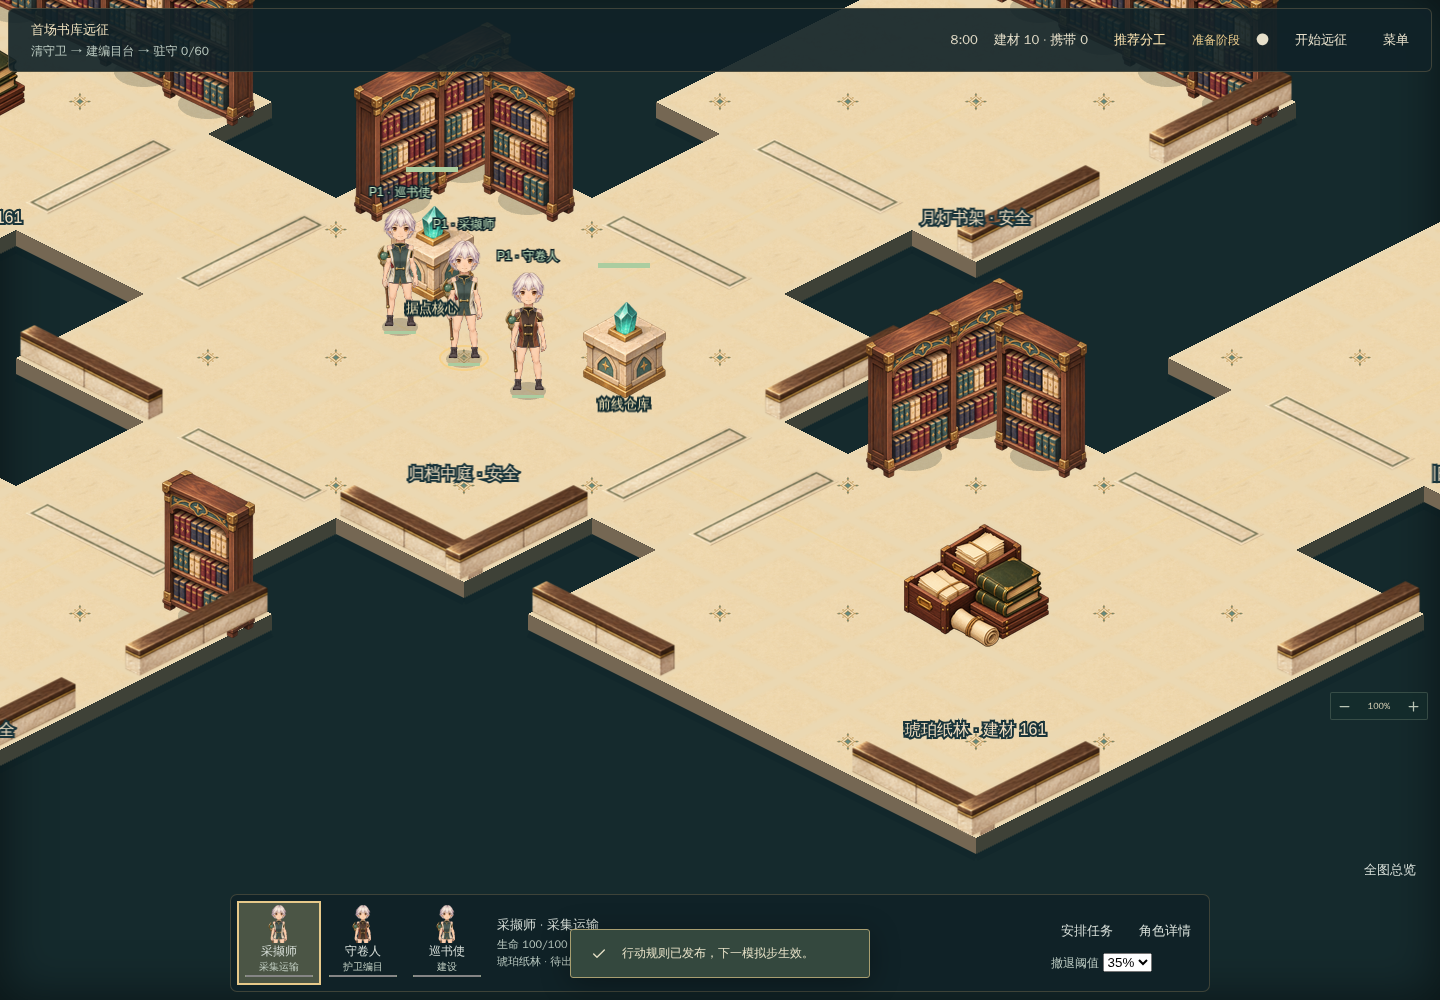 首场书库远征
清守卫 → 建编目台 → 驻守 0/60
8:00 建材 10 · 携带 0 推荐分工 准备阶段 开始远征 菜单
P1 · 巡书使
P1 · 采撷师
161
月灯书架 · 安全
P1 · 守卷人
据点核心
前线仓库
归档中庭 · 安全
100%
全
琥珀纸林 · 建材 161
全图总览
采撷师
采集运输
守卷人
护卫编目
巡书使
建设
采撷师 · 采集运输
生命 100/100
琥珀纸林 · 待出
行动规则已发布，下一模拟步生效。
安排任务 角色详情
撤退阈值 35%